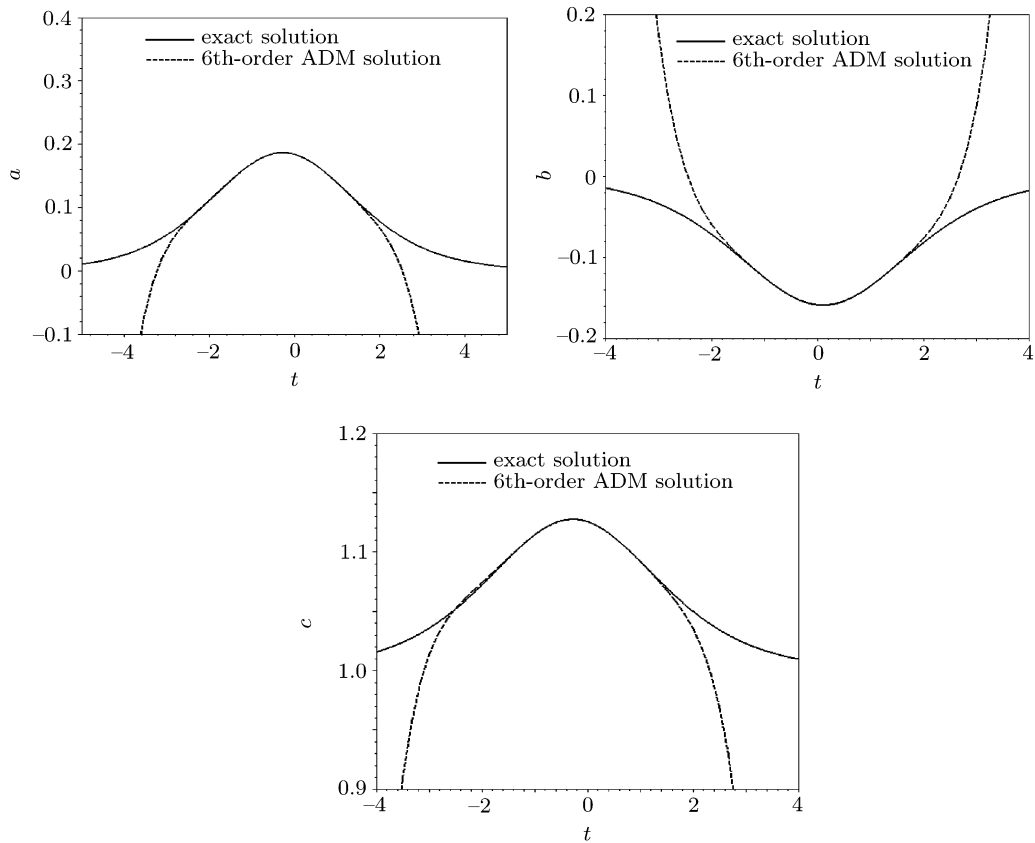 0.4
0.3
0.2
0.1
0
–0.1
a
–4
–2
0
2
4
t
exact solution
6th-order ADM solution
0.2
0.1
0
–0.1
–0.2
b
–4
–2
0
2
4
t
exact solution
6th-order ADM solution
1.2
1.1
1.0
0.9
c
–4
–2
0
2
4
t
exact solution
6th-order ADM solution